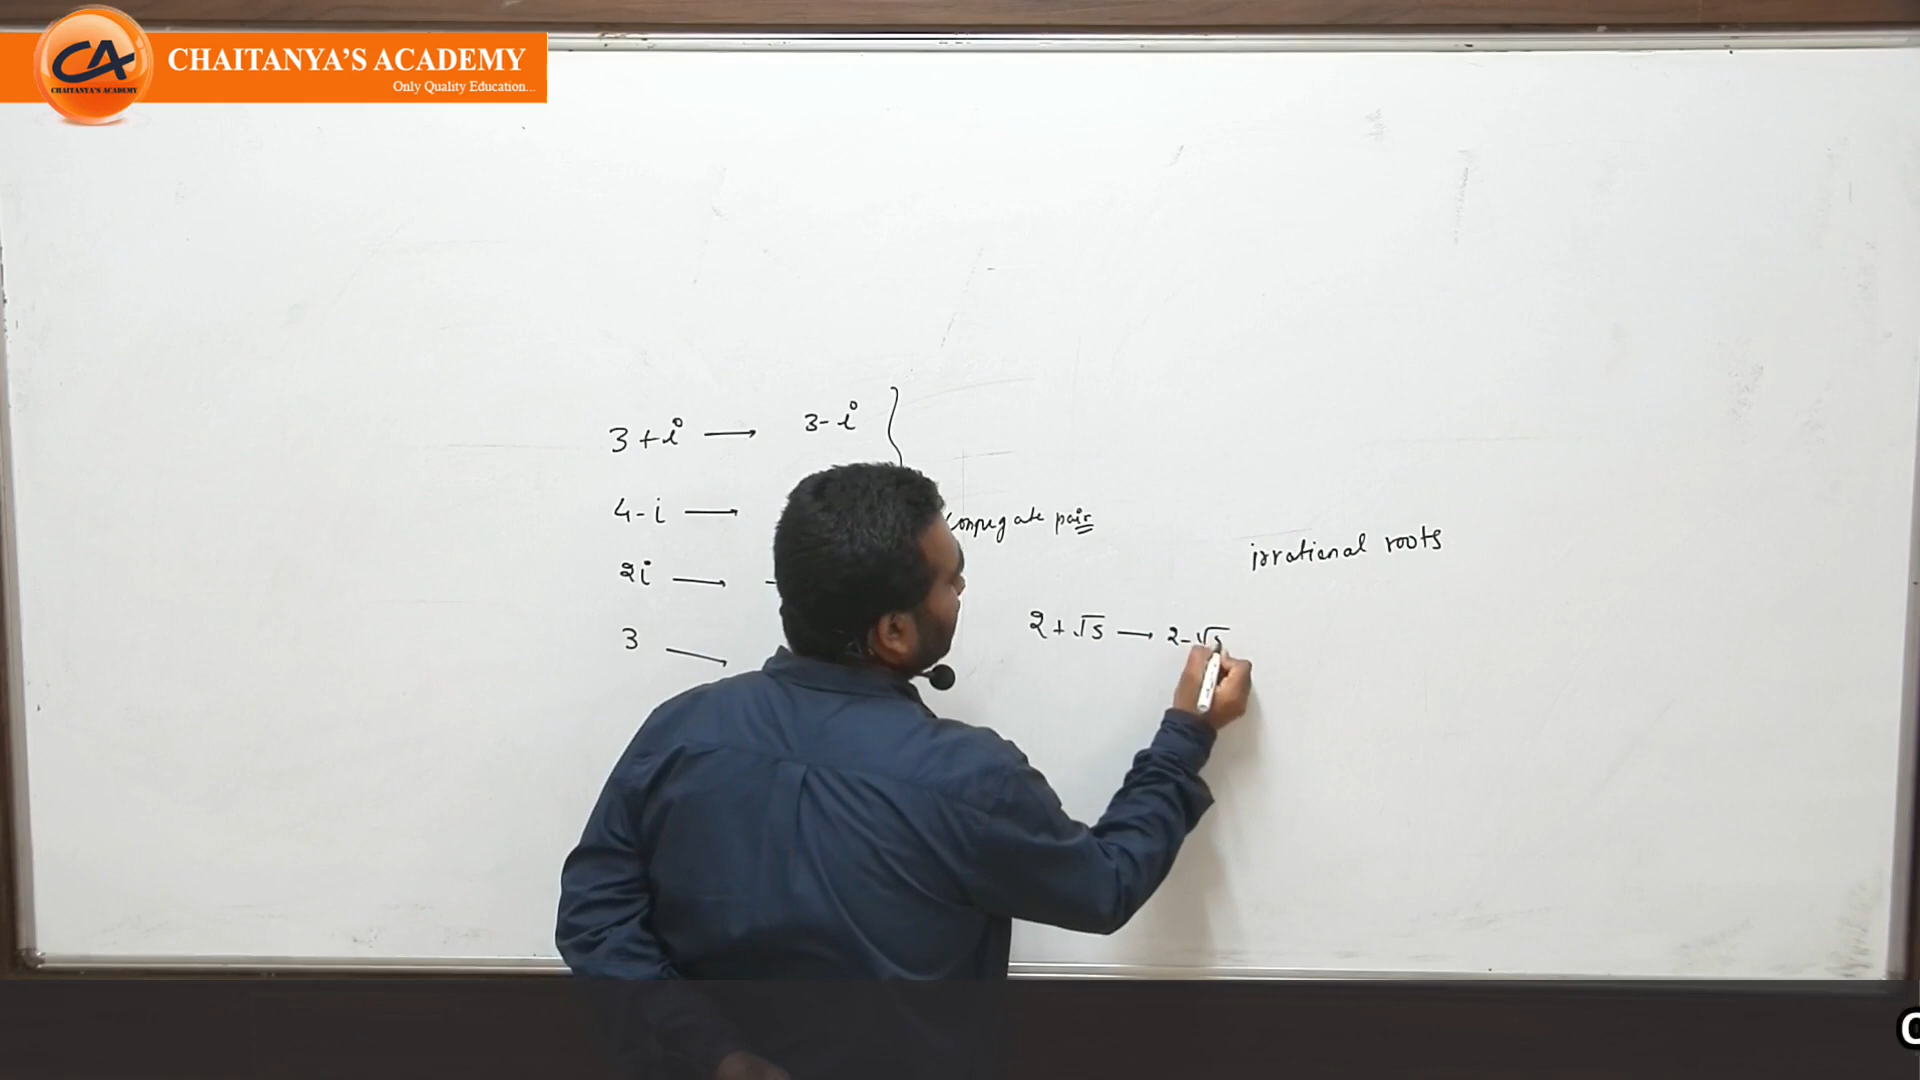 CA
CHAITANYA'S ACADEMY
CHAITANYA'S ACADEMY
Only Quality Education...
3+i → 3-i
4-i →
2i → -
3 →
conjugate pair
irrational roots
2+√5 → 2-√5